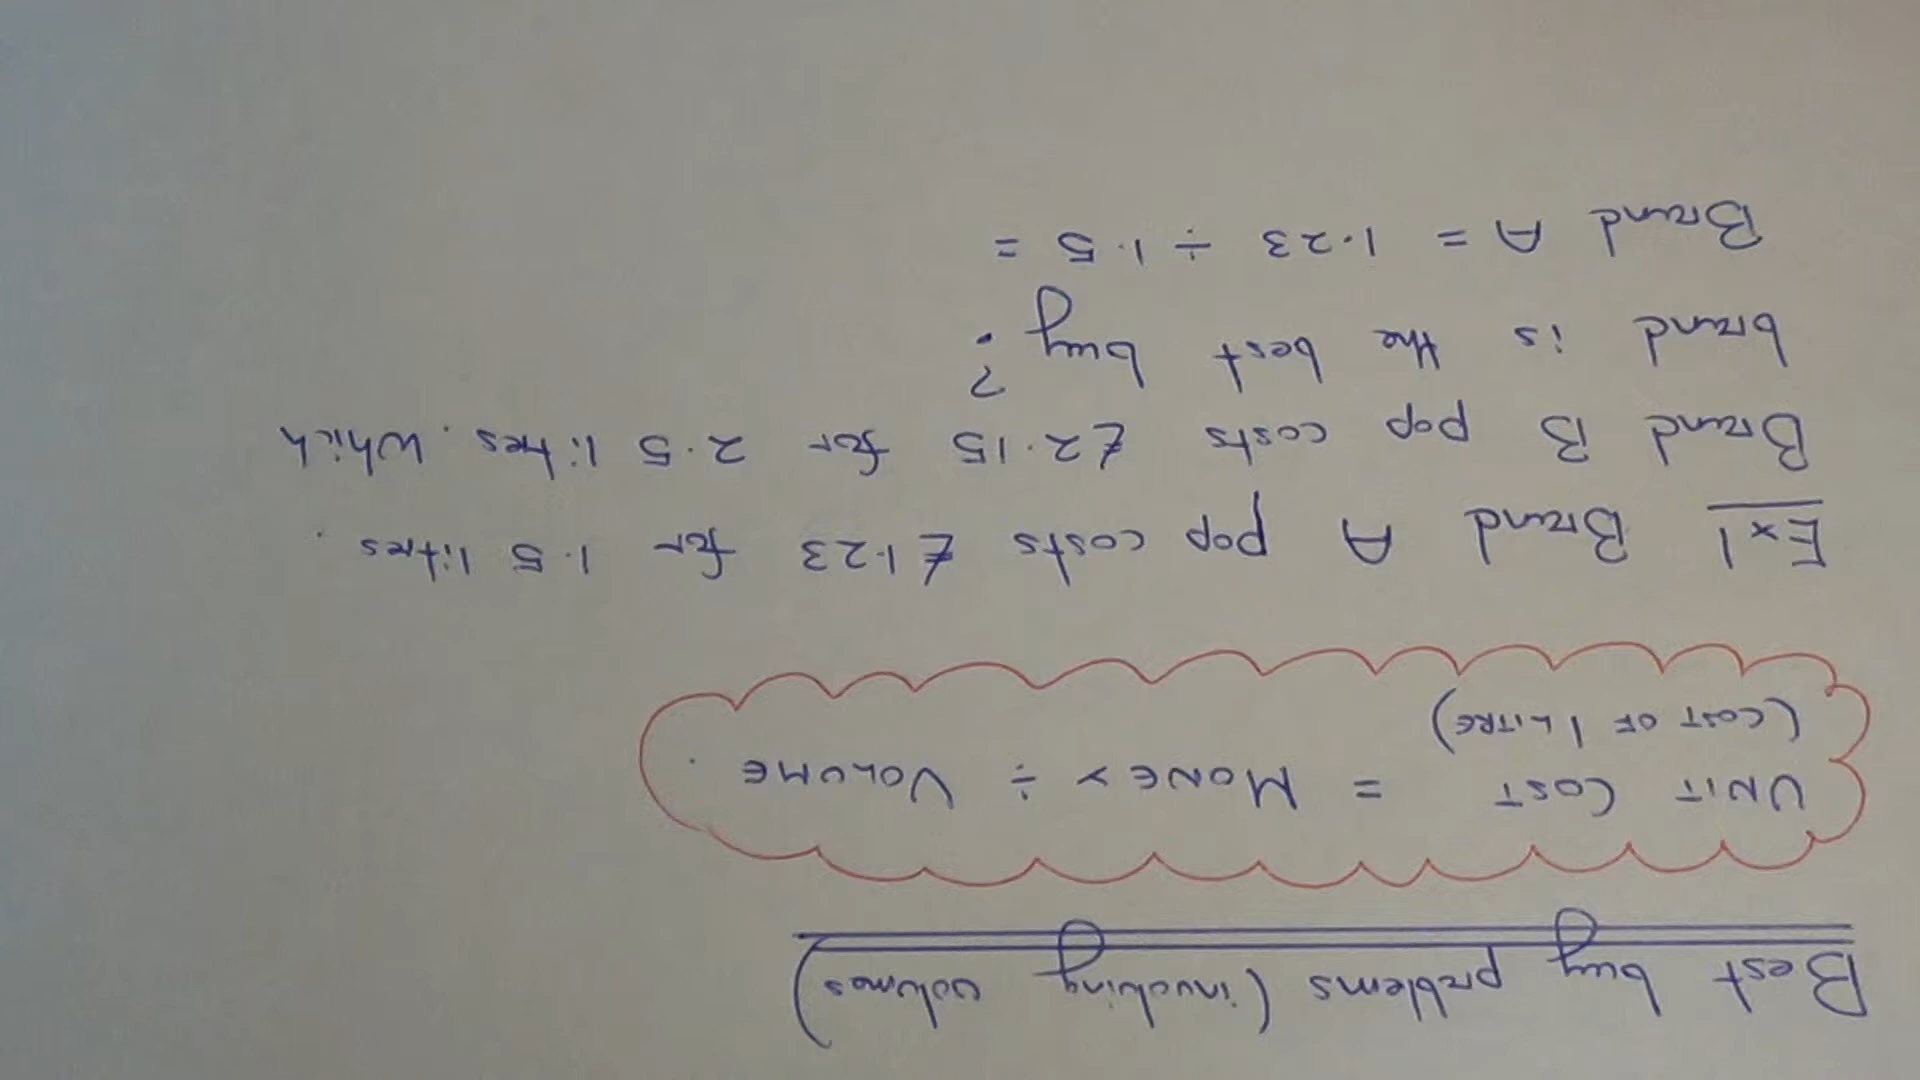 Best buy problems (involving volumes)
UNIT COST = MONEY ÷ VOLUME.
(COST OF 1 LITRE)
Ex1 Brand A pop costs £1.23 for 1.5 litres.
Brand B pop costs £2.15 for 2.5 litres. Which
brand is the best buy?
Brand A = 1.23 ÷ 1.5 =